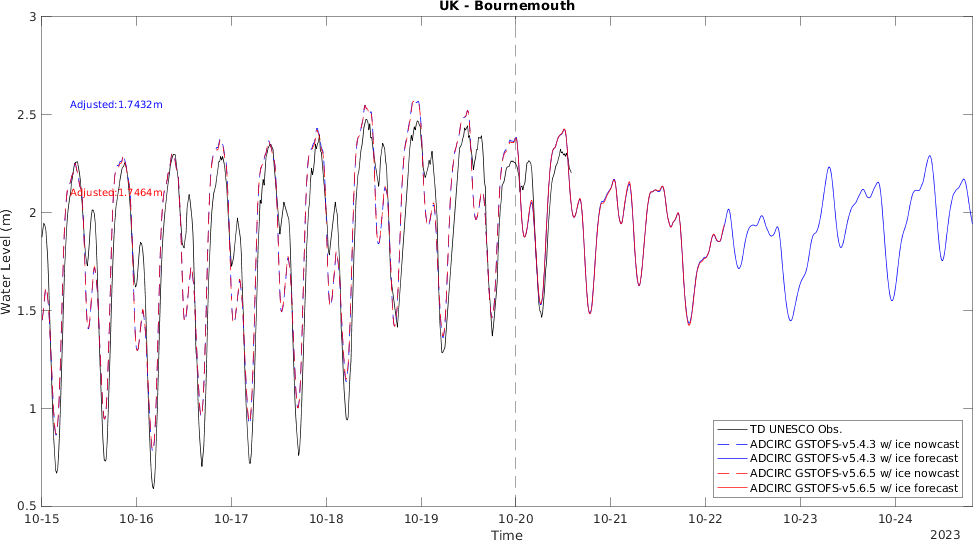 UK - Bournemouth
3
2.5
2
1.5
1
0.5
Water Level (m)
Adjusted:1.7432m
Adjusted:1.7464m
TD UNESCO Obs.
ADCIRC GSTOFS-v5.4.3 w/ ice nowcast
ADCIRC GSTOFS-v5.4.3 w/ ice forecast
ADCIRC GSTOFS-v5.6.5 w/ ice nowcast
ADCIRC GSTOFS-v5.6.5 w/ ice forecast
10-15 10-16 10-17 10-18 10-19 10-20 10-21 10-22 10-23 10-24
Time
2023